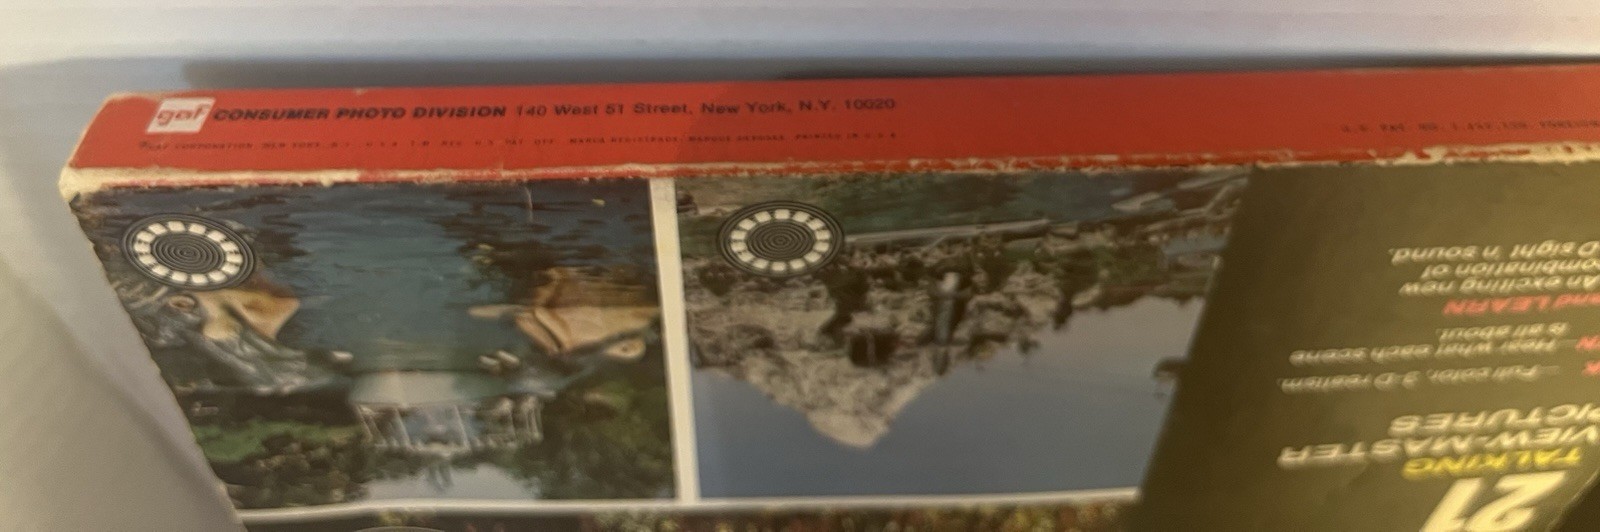 gaf CONSUMER PHOTO DIVISION 140 West 51 Street, New York, N.Y. 10020
21
TALKING
VIEW-MASTER
PICTURES
—Full color, 3-D realism.
Hear what each scene
is all about.
and LEARN
An exciting new
combination of
D sight 'n sound.